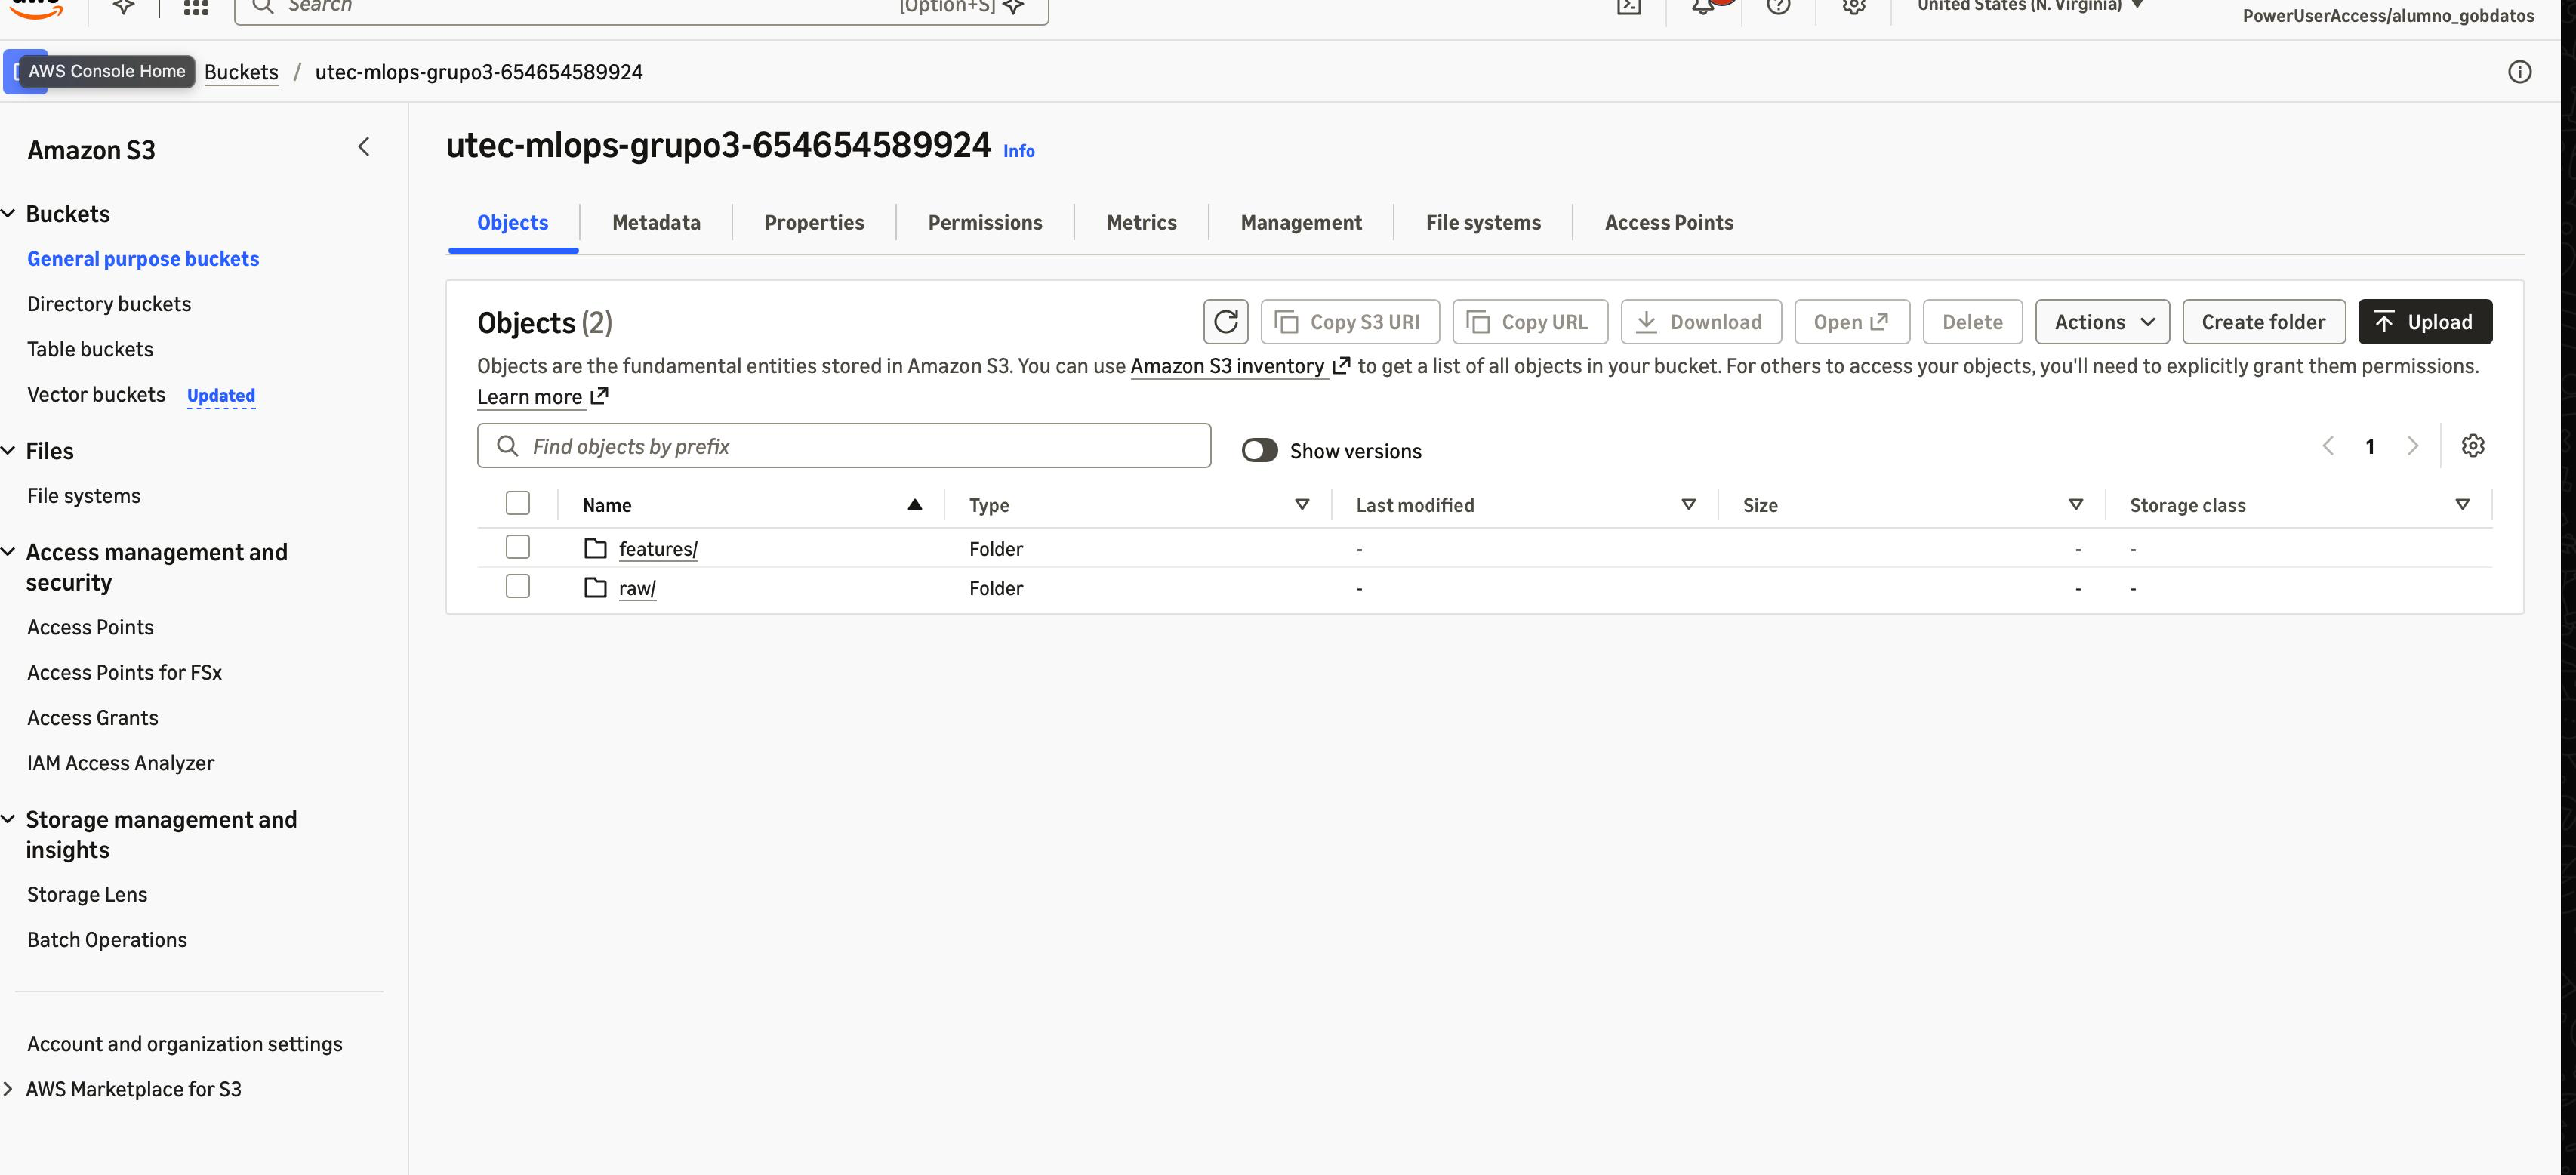 aws
Search
[Option+S]
United States (N. Virginia)
PowerUserAccess/alumno_gobdatos
AWS Console Home
Buckets / utec-mlops-grupo3-654654589924
Amazon S3
Buckets
General purpose buckets
Directory buckets
Table buckets
Vector buckets Updated
Files
File systems
Access management and
security
Access Points
Access Points for FSx
Access Grants
IAM Access Analyzer
Storage management and
insights
Storage Lens
Batch Operations
Account and organization settings
AWS Marketplace for S3
utec-mlops-grupo3-654654589924 Info
Objects Metadata Properties Permissions Metrics Management File systems Access Points
Objects (2)
Copy S3 URI Copy URL Download Open Delete Actions Create folder Upload
Objects are the fundamental entities stored in Amazon S3. You can use Amazon S3 inventory to get a list of all objects in your bucket. For others to access your objects, you'll need to explicitly grant them permissions.
Learn more
Find objects by prefix
Show versions
1
Name Type Last modified Size Storage class
features/ Folder - - -
raw/ Folder - - -